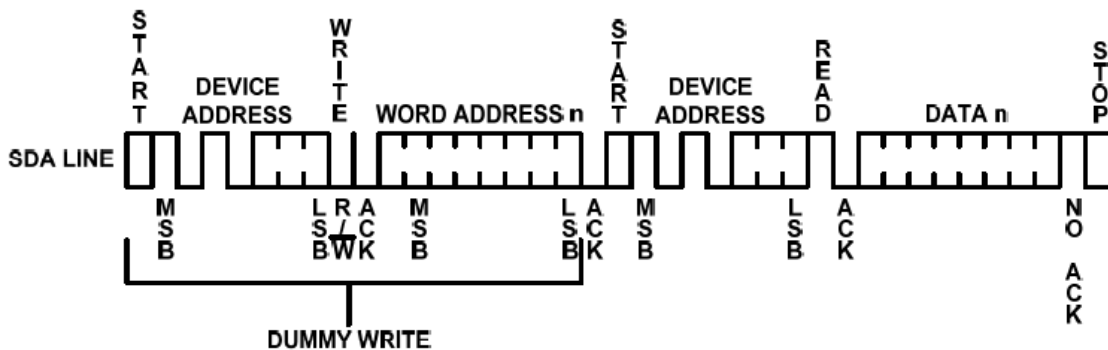 START
WRITE
START
READ
STOP
DEVICE
ADDRESS
WORD ADDRESS n
DEVICE
ADDRESS
DATA n
SDA LINE
MSB
LSB
R/W
ACK
MSB
LSB
ACK
MSB
LSB
ACK
NO ACK
DUMMY WRITE